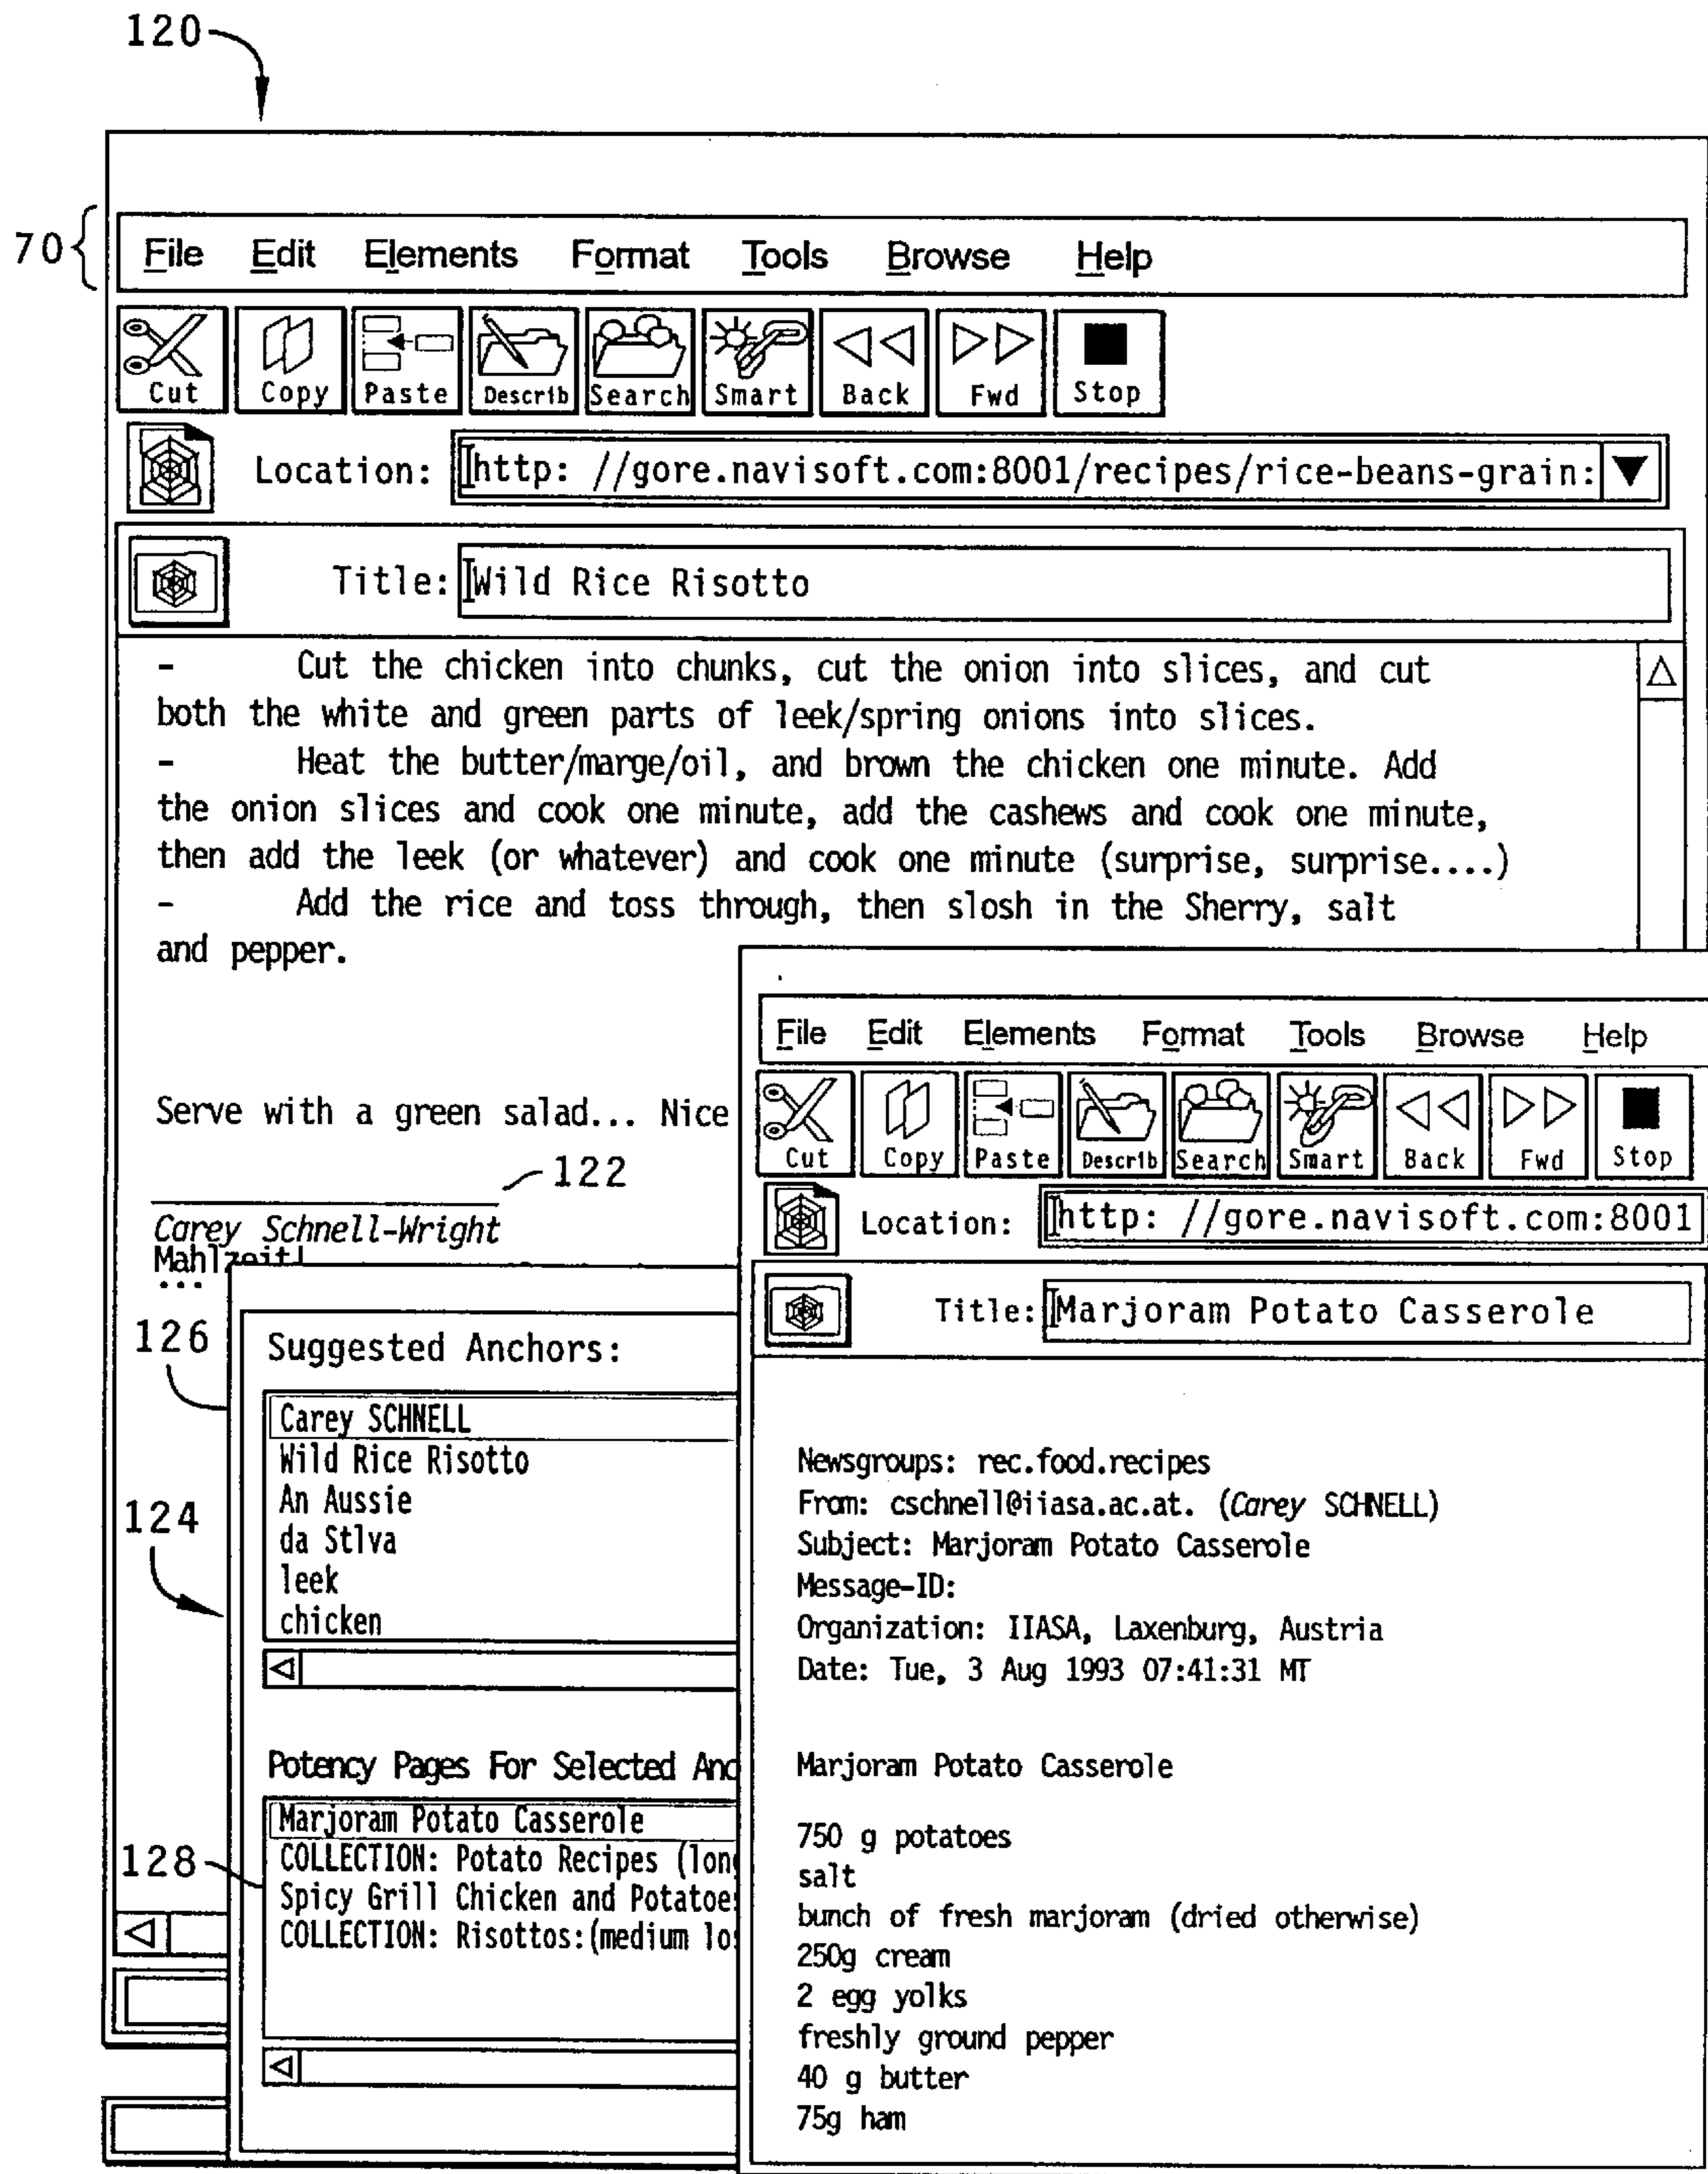 120
70
File Edit Elements Format Tools Browse Help
Cut Copy Paste Describ Search Smart Back Fwd Stop
Location: http: //gore.navisoft.com:8001/recipes/rice-beans-grain:
Title: Wild Rice Risotto
- Cut the chicken into chunks, cut the onion into slices, and cut
both the white and green parts of leek/spring onions into slices.
- Heat the butter/marge/oil, and brown the chicken one minute. Add
the onion slices and cook one minute, add the cashews and cook one minute,
then add the leek (or whatever) and cook one minute (surprise, surprise....)
- Add the rice and toss through, then slosh in the Sherry, salt
and pepper.
Serve with a green salad... Nice
122
Carey Schnell-Wright
Mahlzeit!
...
126
Suggested Anchors:
Carey SCHNELL
Wild Rice Risotto
An Aussie
da Stlva
leek
chicken
124
Potency Pages For Selected Anc
Marjoram Potato Casserole
COLLECTION: Potato Recipes (lon
Spicy Grill Chicken and Potatoe
COLLECTION: Risottos:(medium lo
128
File Edit Elements Format Tools Browse Help
Cut Copy Paste Describ Search Smart Back Fwd Stop
Location: http: //gore.navisoft.com:8001
Title: Marjoram Potato Casserole
Newsgroups: rec.food.recipes
From: cschnell@iiasa.ac.at. (Carey SCHNELL)
Subject: Marjoram Potato Casserole
Message-ID:
Organization: IIASA, Laxenburg, Austria
Date: Tue, 3 Aug 1993 07:41:31 MT
Marjoram Potato Casserole
750 g potatoes
salt
bunch of fresh marjoram (dried otherwise)
250g cream
2 egg yolks
freshly ground pepper
40 g butter
75g ham